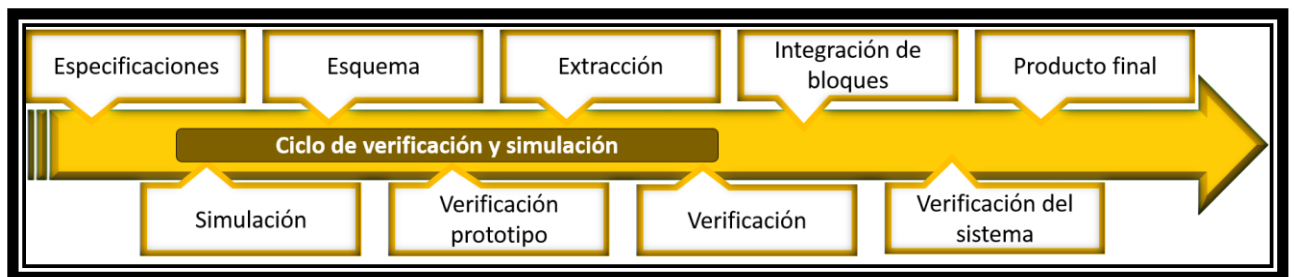 Especificaciones
Esquema
Extracción
Integración de
bloques
Producto final
Ciclo de verificación y simulación
Simulación
Verificación
prototipo
Verificación
Verificación del
sistema